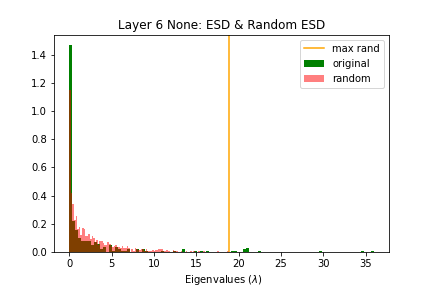 Layer 6 None: ESD & Random ESD
max rand
original
random
1.4
1.2
1.0
0.8
0.6
0.4
0.2
0.0
0 5 10 15 20 25 30 35
Eigenvalues (λ)